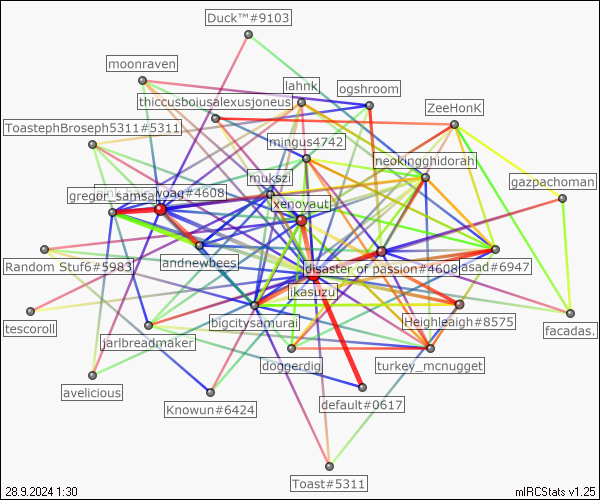 Duck™#9103
moonraven
lahnk
ogshroom
thiccusboiusalexusjoneus
ZeeHonK
ToastephBroseph5311#5311
mingus4742
neokingghidorah
mukszi
gazpachoman
gregor_samsa
voag#4608
xenoyaut
andnewbees
disaster of passion#4608
asad#6947
Random Stuf6#5983
ikasuzu
tescoroll
bigcitysamurai
Heighleaigh#8575
facadas.
jarlbreadmaker
doggerdig
turkey_mcnugget
avelicious
Knowun#6424
default#0617
Toast#5311
28.9.2024 1:30
mIRCStats v1.25